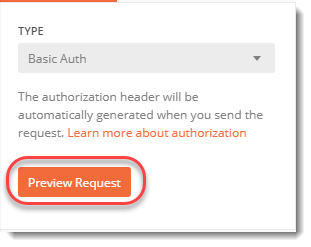 TYPE
Basic Auth
The authorization header will be
automatically generated when you send the
request. Learn more about authorization
Preview Request